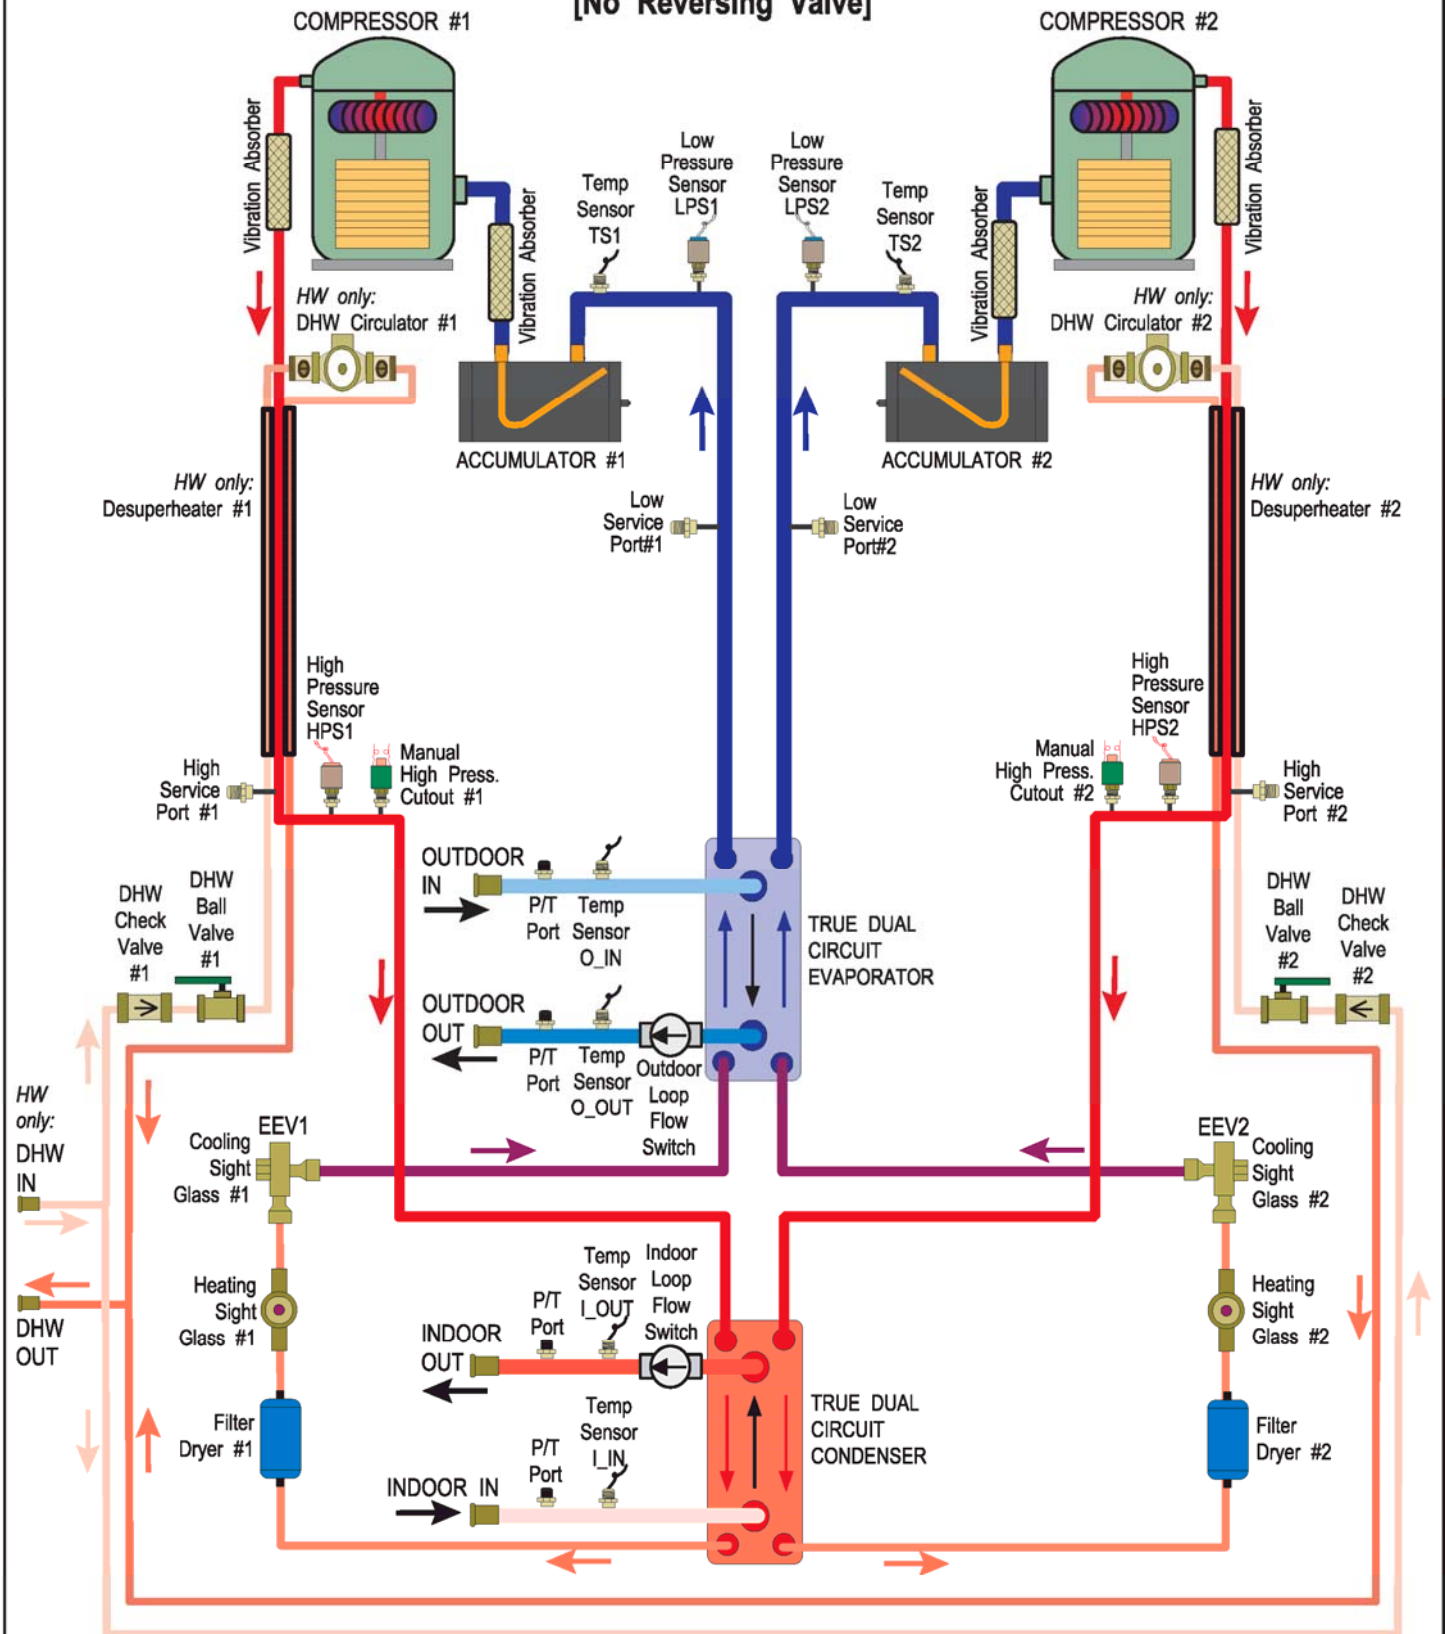 [No Reversing Valve]
COMPRESSOR #1
COMPRESSOR #2
Vibration Absorber
Vibration Absorber
Temp
Sensor
TS1
Low
Pressure
Sensor
LPS1
Low
Pressure
Sensor
LPS2
Temp
Sensor
TS2
Vibration Absorber
Vibration Absorber
HW only:
DHW Circulator #1
HW only:
DHW Circulator #2
ACCUMULATOR #1
ACCUMULATOR #2
HW only:
Desuperheater #1
HW only:
Desuperheater #2
Low
Service
Port#1
Low
Service
Port#2
High
Pressure
Sensor
HPS1
High
Pressure
Sensor
HPS2
High
Service
Port #1
Manual
High Press.
Cutout #1
Manual
High Press.
Cutout #2
High
Service
Port #2
DHW
Check
Valve
#1
DHW
Ball
Valve
#1
OUTDOOR
IN
P/T
Port
Temp
Sensor
O_IN
TRUE DUAL
CIRCUIT
EVAPORATOR
DHW
Ball
Valve
#2
DHW
Check
Valve
#2
OUTDOOR
OUT
P/T
Port
Temp
Sensor
O_OUT
Outdoor
Loop
Flow
Switch
HW
only:
DHW
IN
EEV1
Cooling
Sight
Glass #1
EEV2
Cooling
Sight
Glass #2
DHW
OUT
Heating
Sight
Glass #1
INDOOR
OUT
P/T
Port
Temp
Sensor
I_OUT
Indoor
Loop
Flow
Switch
Heating
Sight
Glass #2
Filter
Dryer #1
INDOOR IN
P/T
Port
Temp
Sensor
I_IN
TRUE DUAL
CIRCUIT
CONDENSER
Filter
Dryer #2